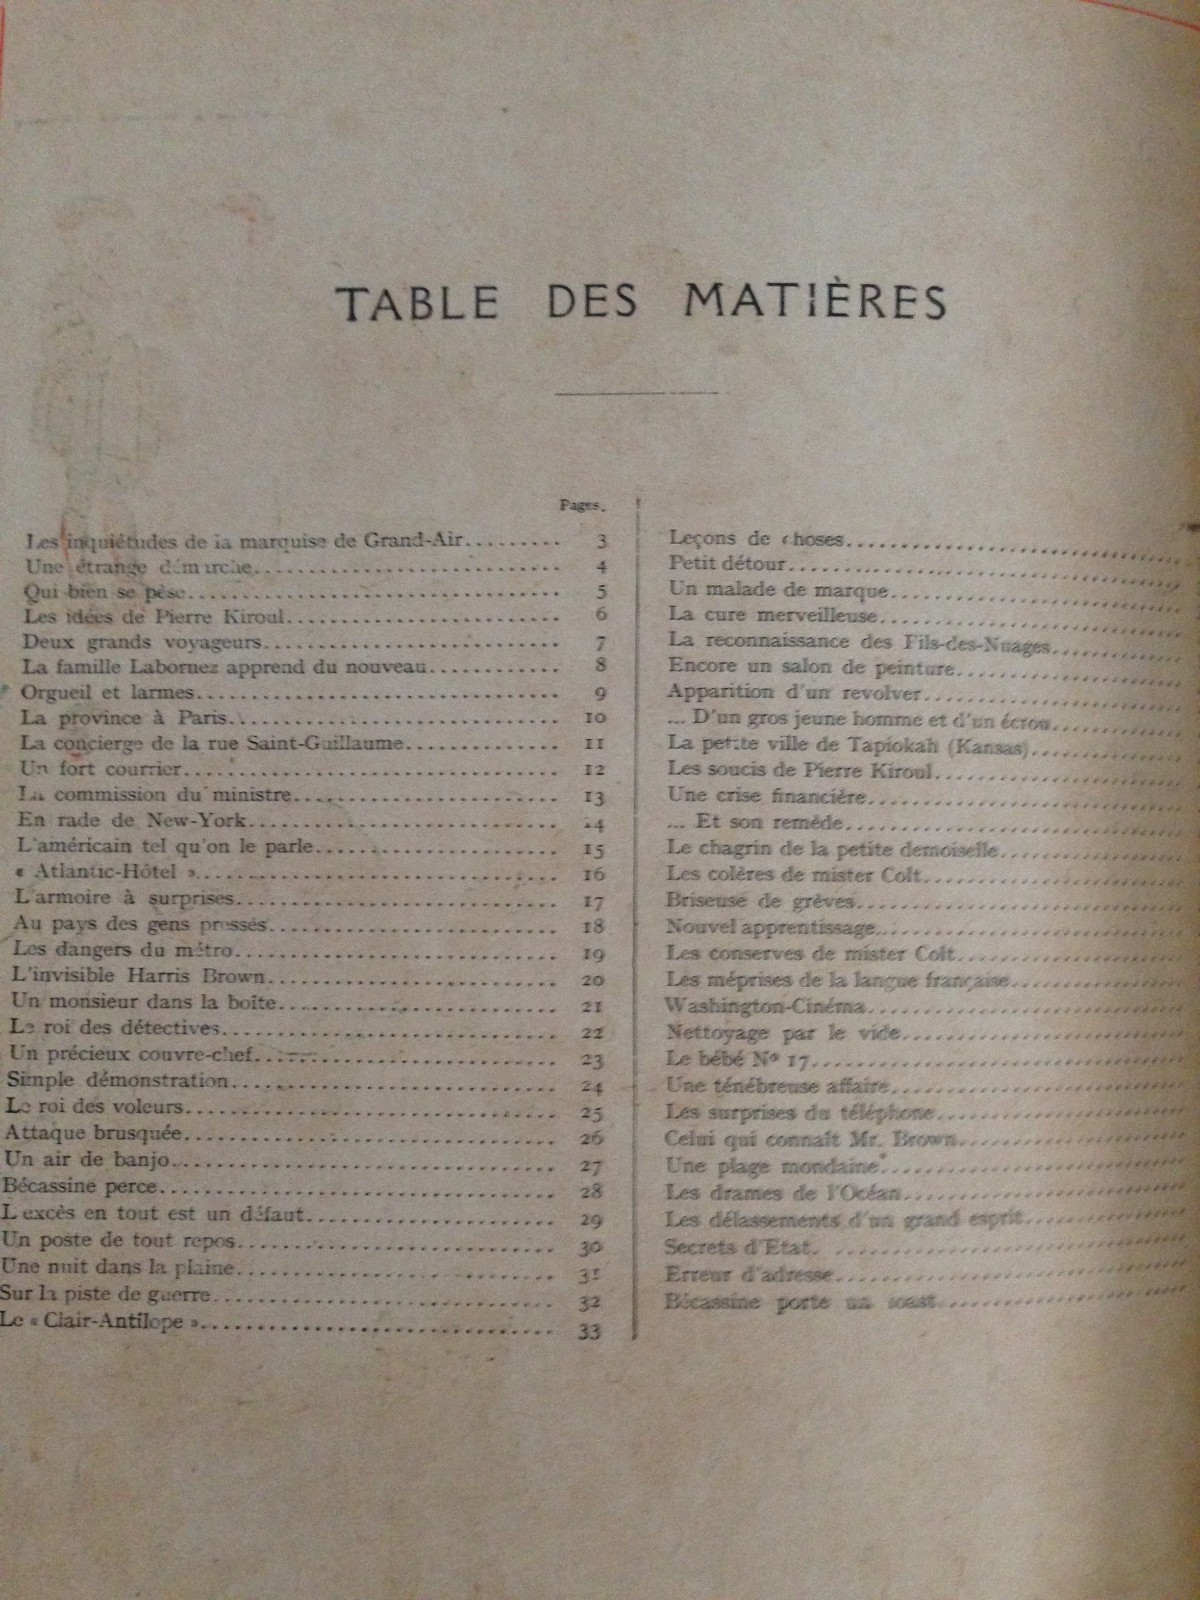 TABLE DES MATIÈRES
Pages.
Les inquiétudes de la marquise de Grand-Air......... 3
Une étrange démarche........................... 4
Qui bien se pèse.................................. 5
Les idées de Pierre Kiroul......................... 6
Deux grands voyageurs........................... 7
La famille Labornez apprend du nouveau............ 8
Orgueil et larmes................................. 9
La province à Paris............................... 10
La concierge de la rue Saint-Guillaume.............. 11
Un fort courrier.................................. 12
La commission du ministre......................... 13
En rade de New-York............................. 14
L'américain tel qu'on le parle...................... 15
« Atlantic-Hôtel »................................. 16
L'armoire à surprises.............................. 17
Au pays des gens pressés.......................... 18
Les dangers du métro............................. 19
L'invisible Harris Brown........................... 20
Un monsieur dans la boîte......................... 21
Le roi des détectives.............................. 22
Un précieux couvre-chef........................... 23
Simple démonstration............................. 24
Le roi des voleurs................................. 25
Attaque brusquée................................. 26
Un air de banjo.................................. 27
Bécassine perce................................... 28
L'excès en tout est un défaut...................... 29
Un poste de tout repos............................ 30
Une nuit dans la plaine............................ 31
Sur la piste de guerre.............................. 32
Le « Clair-Antilope »............................... 33
Leçons de choses.................................
Petit détour......................................
Un malade de marque.............................
La cure merveilleuse..............................
La reconnaissance des Fils-des-Nuages..............
Encore un salon de peinture.......................
Apparition d'un revolver..........................
... D'un gros jeune homme et d'un écrou............
La petite ville de Tapiokah (Kansas)................
Les soucis de Pierre Kiroul.........................
Une crise financière...............................
... Et son remède.................................
Le chagrin de la petite demoiselle...................
Les colères de mister Colt..........................
Briseuse de grèves................................
Nouvel apprentissage..............................
Les conserves de mister Colt.......................
Les méprises de la langue française.................
Washington-Cinéma...............................
Nettoyage par le vide.............................
Le bébé N° 17....................................
Une ténébreuse affaire.............................
Les surprises du téléphone.........................
Celui qui connaît Mr. Brown.......................
Une plage mondaine..............................
Les drames de l'Océan............................
Les délassements d'un grand esprit.................
Secrets d'Etat. ..................................
Erreur d'adresse..................................
Bécassine porte un toast...........................